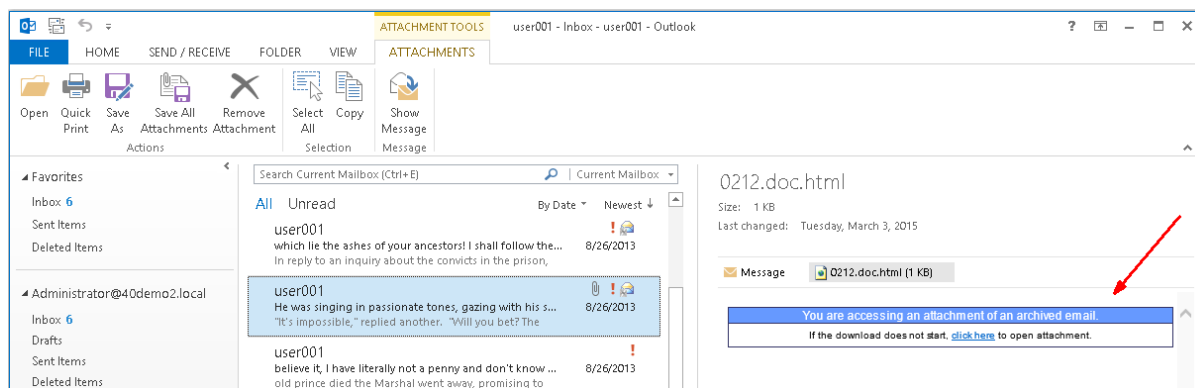 ATTACHMENT TOOLS user001 - Inbox - user001 - Outlook ?
FILE HOME SEND / RECEIVE FOLDER VIEW ATTACHMENTS
Open Quick Print Save As Save All Attachments Remove Attachment Select All Copy Show Message
Actions Selection Message
Favorites
Inbox 6
Sent Items
Deleted Items
Administrator@40demo2.local
Inbox 6
Drafts
Sent Items
Deleted Items
Search Current Mailbox (Ctrl+E) Current Mailbox
All Unread By Date Newest ↓
user001
which lie the ashes of your ancestors! I shall follow the... 8/26/2013
In reply to an inquiry about the convicts in the prison,
user001
He was singing in passionate tones, gazing with his s... 8/26/2013
"It's impossible," replied another. "Will you bet? The
user001
believe it, I have literally not a penny and don't know ... 8/26/2013
old prince died the Marshal went away, promising to
0212.doc.html
Size: 1 KB
Last changed: Tuesday, March 3, 2015
Message 0212.doc.html (1 KB)
You are accessing an attachment of an archived email.
If the download does not start, click here to open attachment.